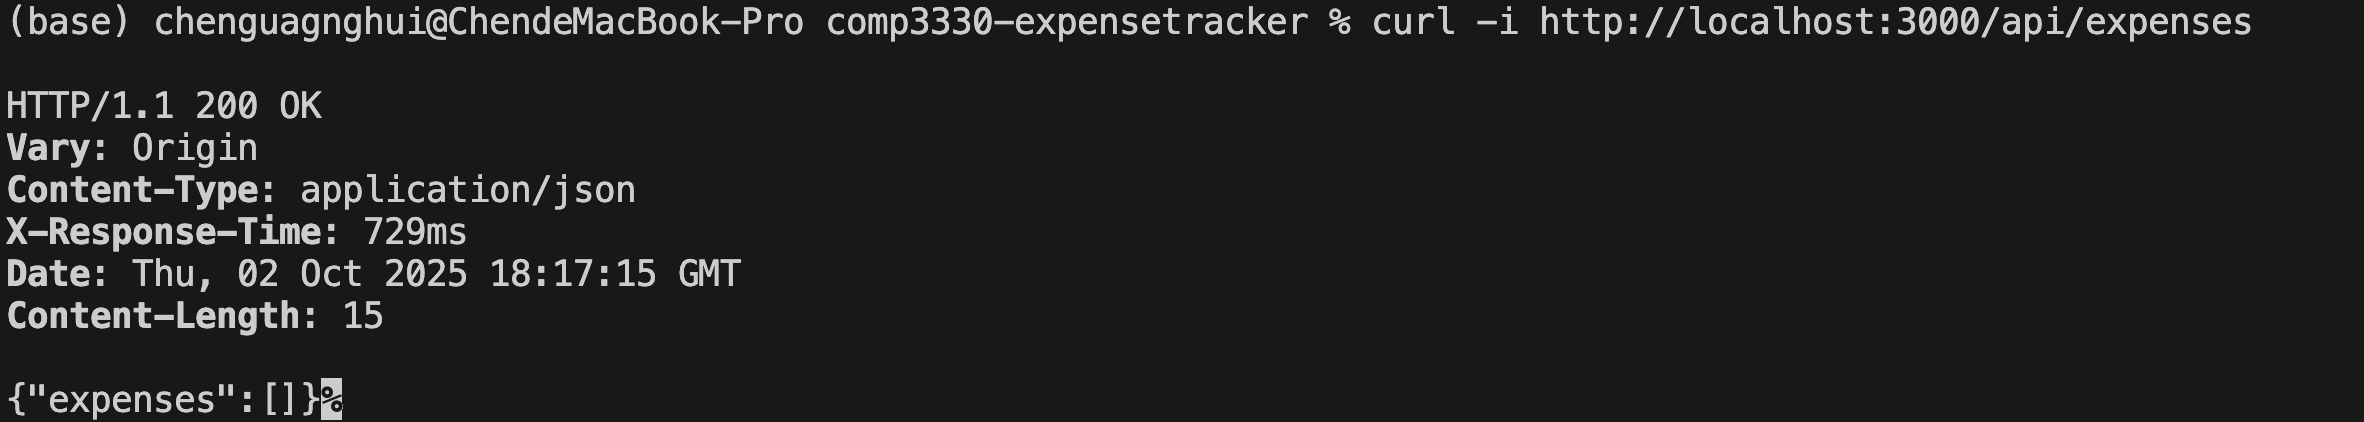 (base) chenguagnghui@ChendeMacBook-Pro comp3330-expensetracker % curl -i http://localhost:3000/api/expenses
HTTP/1.1 200 OK
Vary: Origin
Content-Type: application/json
X-Response-Time: 729ms
Date: Thu, 02 Oct 2025 18:17:15 GMT
Content-Length: 15
{"expenses":[]}%